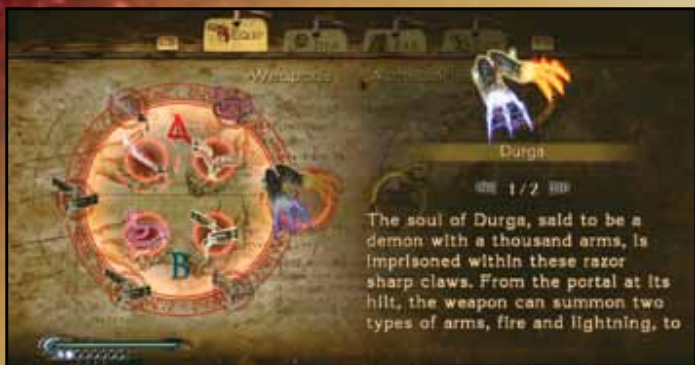 Equip
Weapons
A
B
Durga
1/2
The soul of Durga, said to be a
demon with a thousand arms, is
imprisoned within these razor
sharp claws. From the portal at its
hilt, the weapon can summon two
types of arms, fire and lightning, to